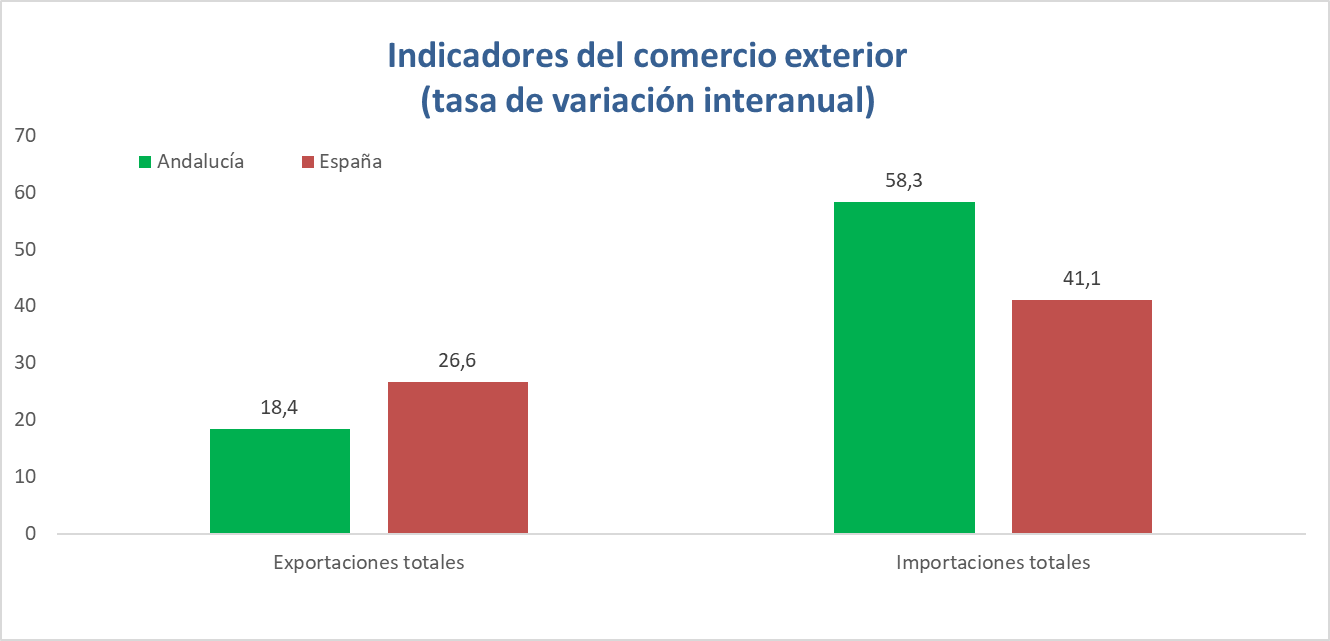 Indicadores del comercio exterior
(tasa de variación interanual)
70
60
50
40
30
20
10
0
Andalucía España
18,4
26,6
58,3
41,1
Exportaciones totales
Importaciones totales